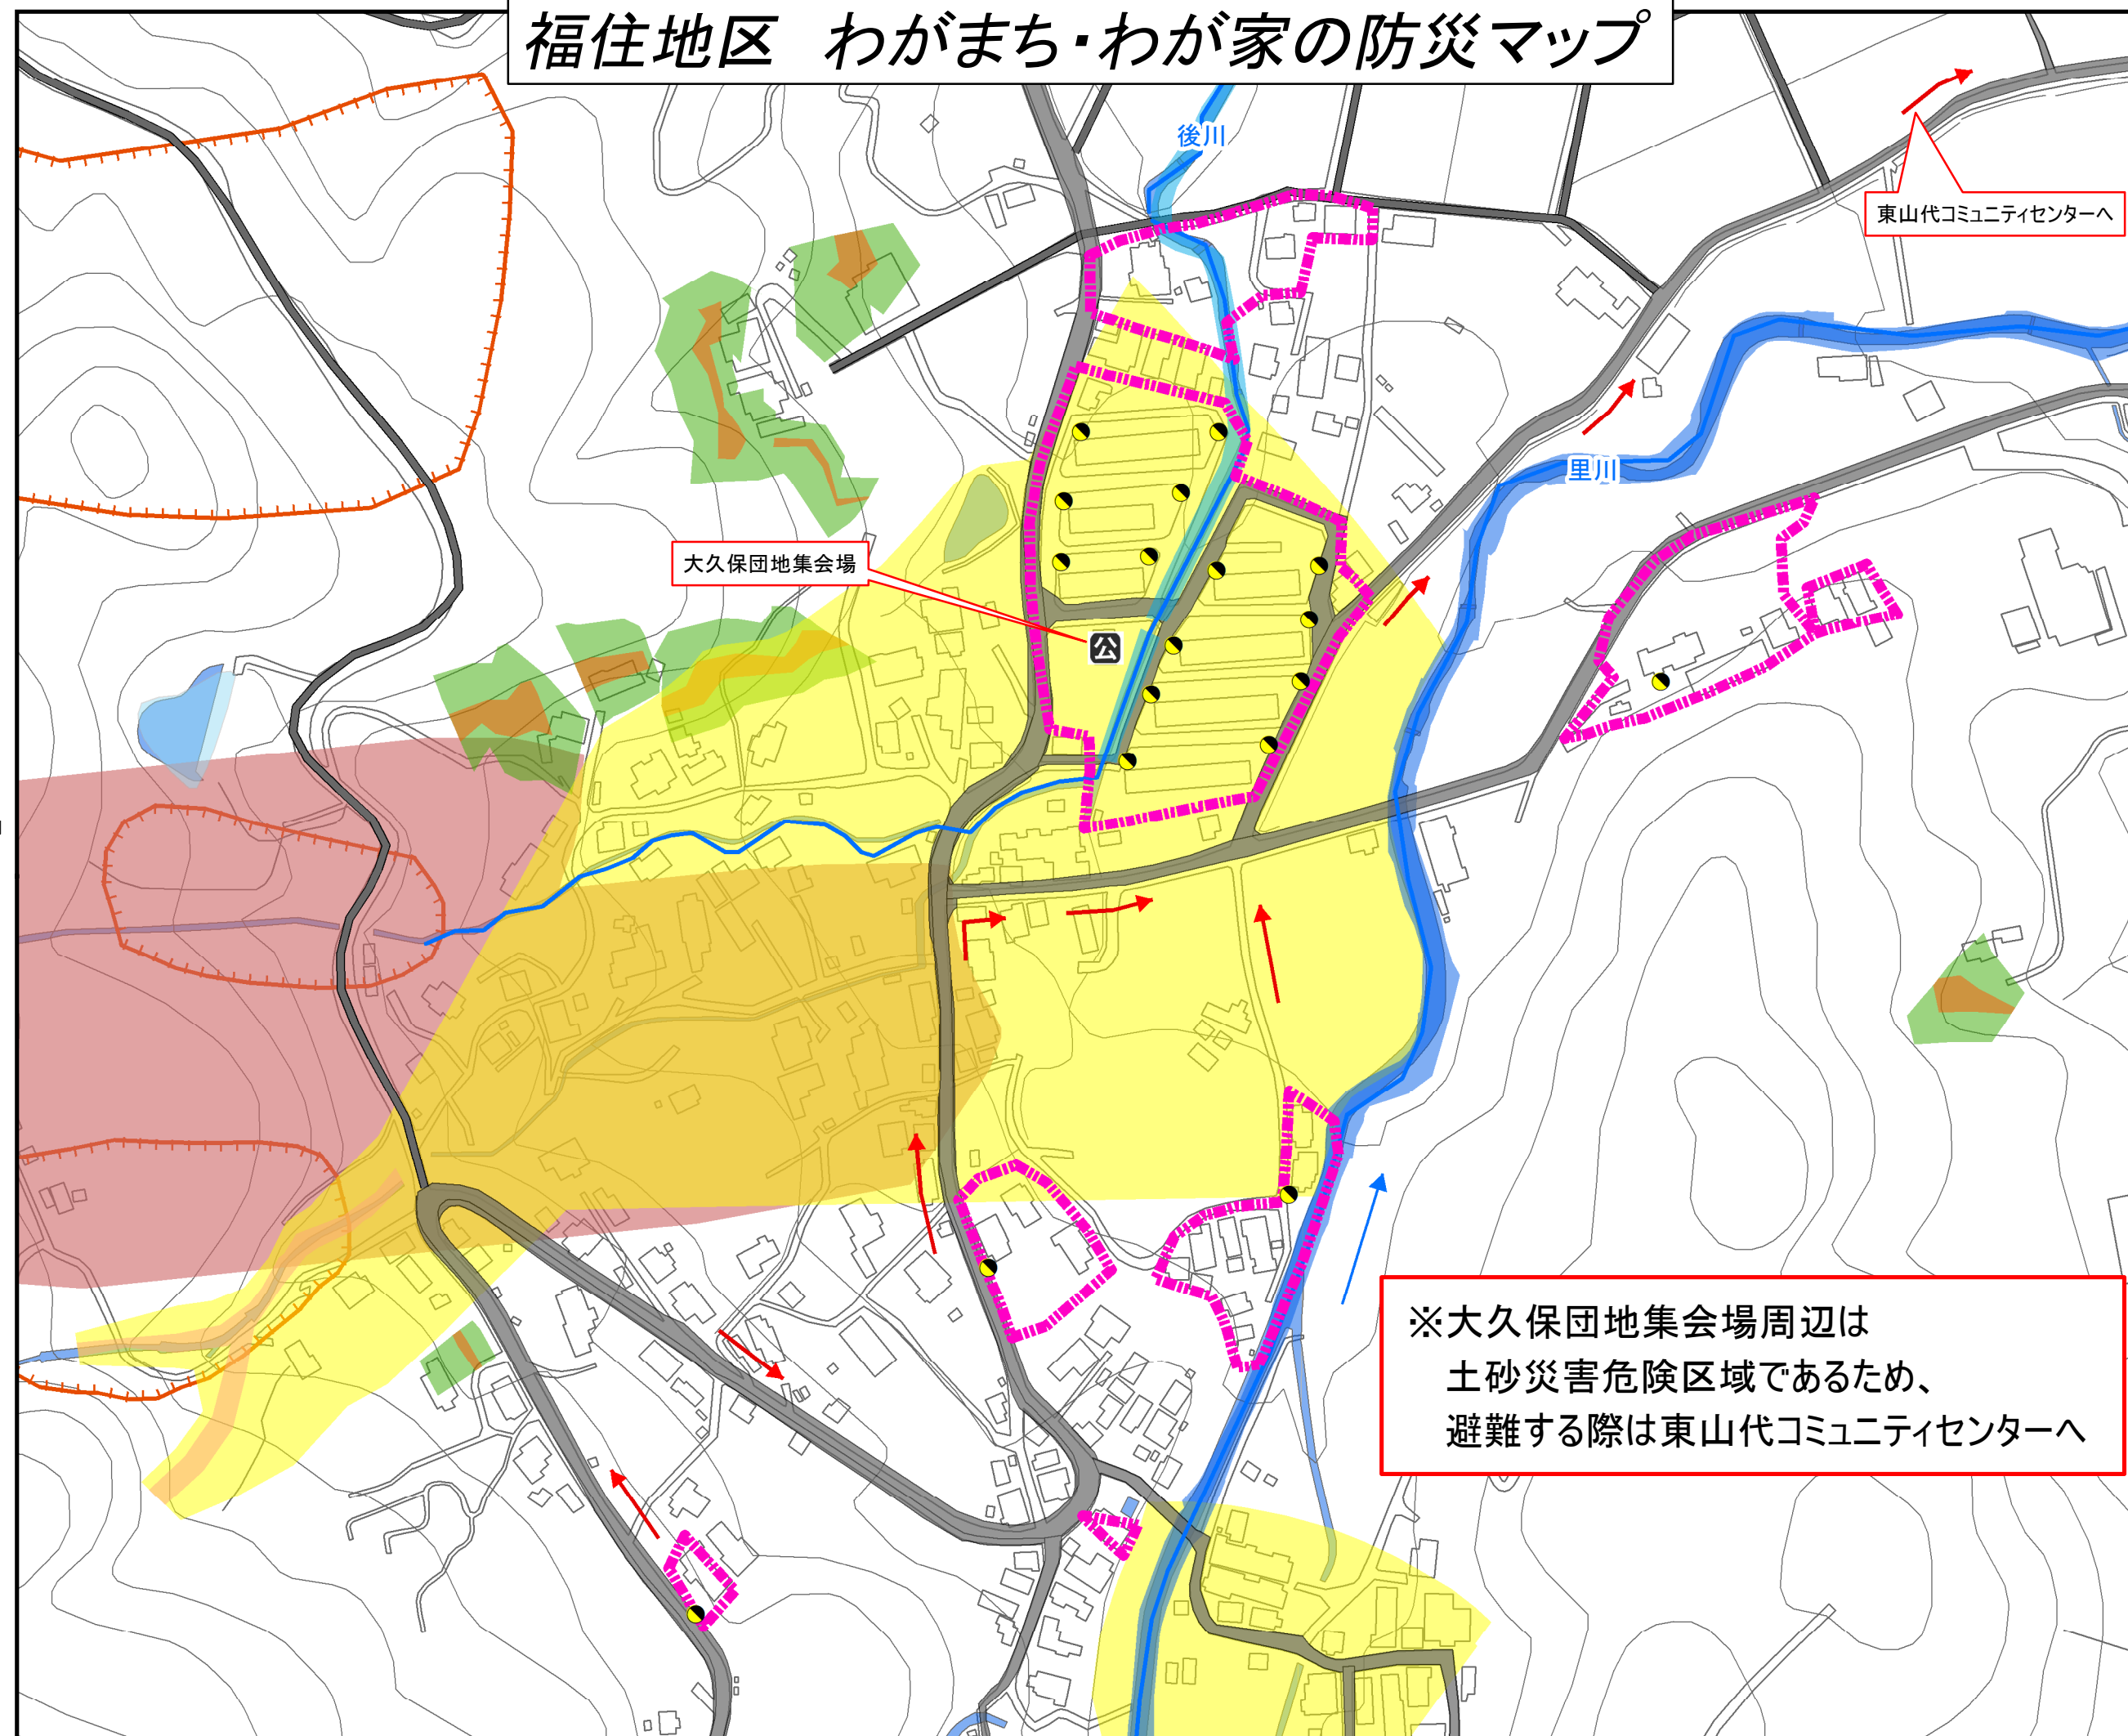 福住地区　わがまち・わが家の防災マップ
後川
東山代コミュニティセンターへ
里川
大久保団地集会場
公
※大久保団地集会場周辺は
土砂災害危険区域であるため、
避難する際は東山代コミュニティセンターへ